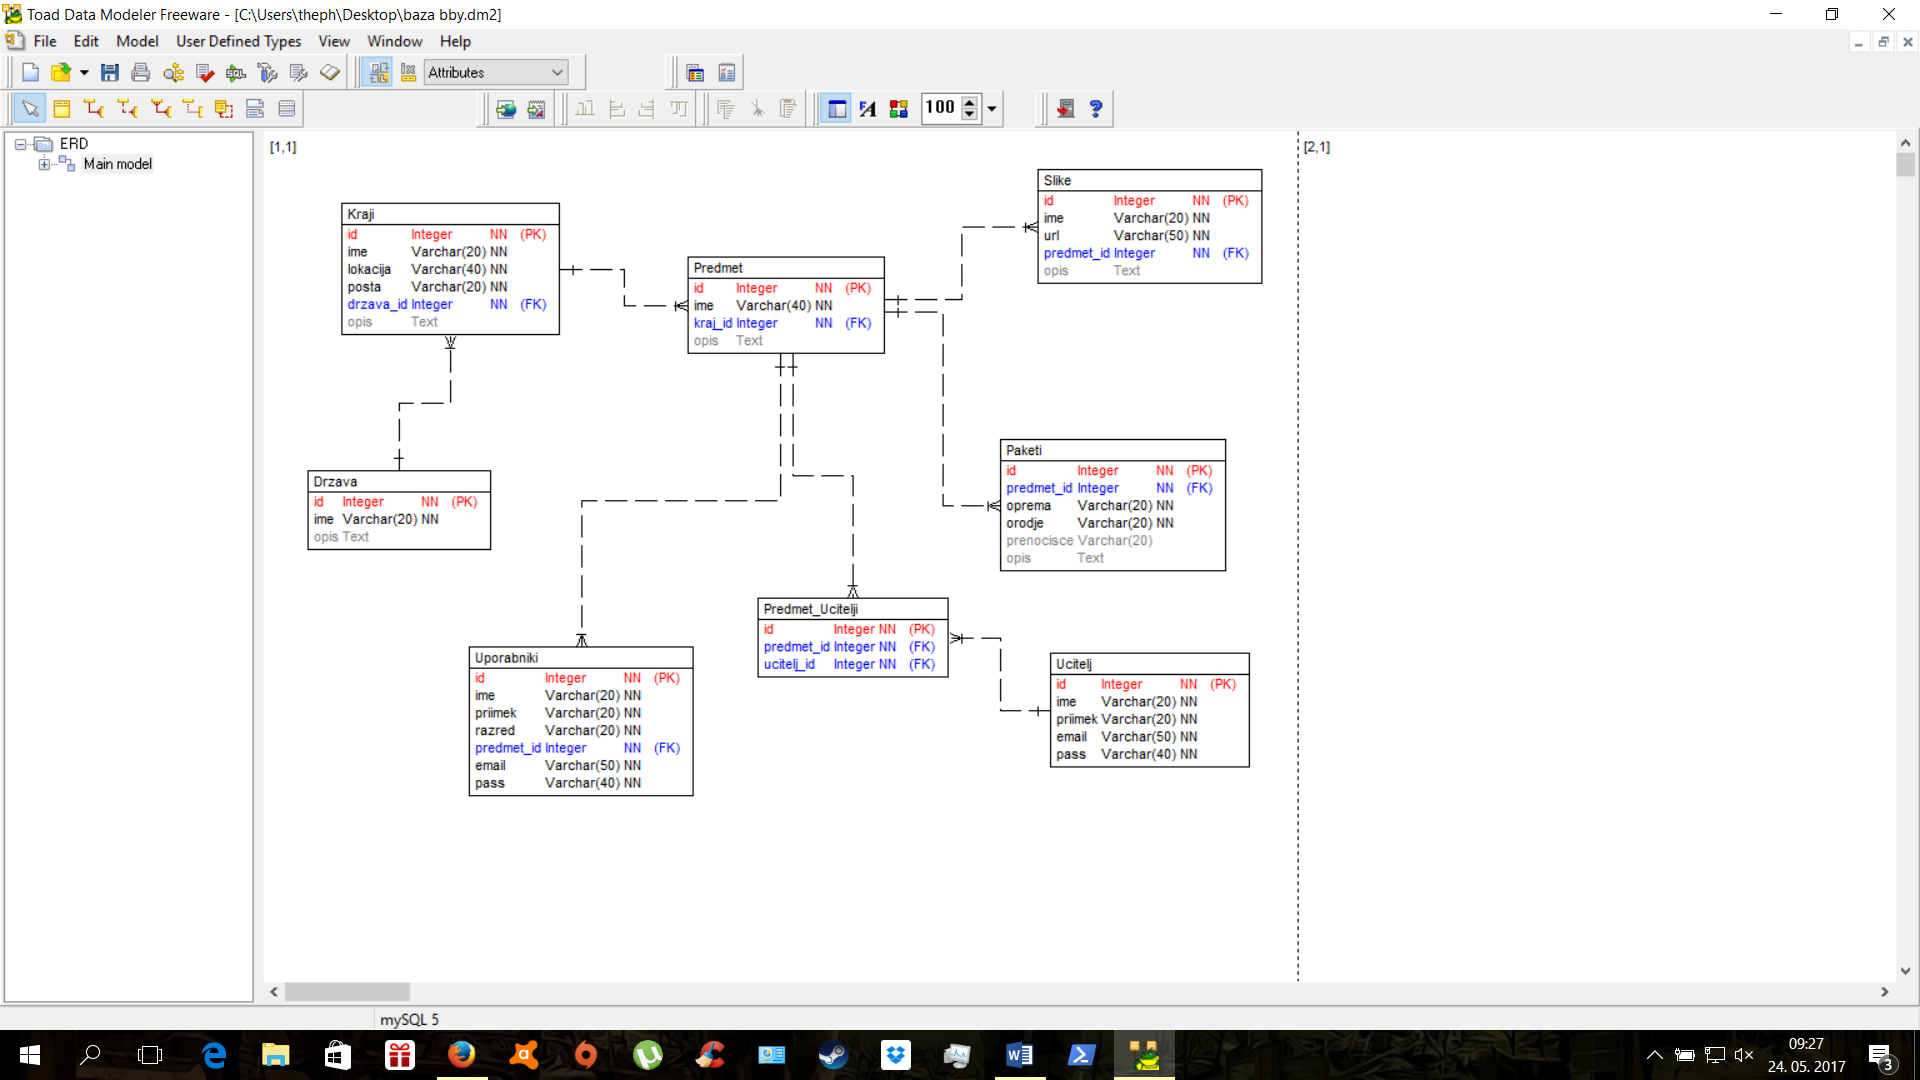 Toad Data Modeler Freeware - [C:\Users\theph\Desktop\baza bby.dm2]
File Edit Model User Defined Types View Window Help
Attributes
100
ERD
Main model
[1,1]
[2,1]
Kraji
id Integer NN (PK)
ime Varchar(20) NN
lokacija Varchar(40) NN
posta Varchar(20) NN
drzava_id Integer NN (FK)
opis Text
Predmet
id Integer NN (PK)
ime Varchar(40) NN
kraj_id Integer NN (FK)
opis Text
Slike
id Integer NN (PK)
ime Varchar(20) NN
url Varchar(50) NN
predmet_id Integer NN (FK)
opis Text
Drzava
id Integer NN (PK)
ime Varchar(20) NN
opis Text
Paketi
id Integer NN (PK)
predmet_id Integer NN (FK)
oprema Varchar(20) NN
orodje Varchar(20) NN
prenocisce Varchar(20)
opis Text
Predmet_Ucitelji
id Integer NN (PK)
predmet_id Integer NN (FK)
ucitelj_id Integer NN (FK)
Uporabniki
id Integer NN (PK)
ime Varchar(20) NN
priimek Varchar(20) NN
razred Varchar(20) NN
predmet_id Integer NN (FK)
email Varchar(50) NN
pass Varchar(40) NN
Ucitelj
id Integer NN (PK)
ime Varchar(20) NN
priimek Varchar(20) NN
email Varchar(50) NN
pass Varchar(40) NN
mySQL 5
09:27
24. 05. 2017
3